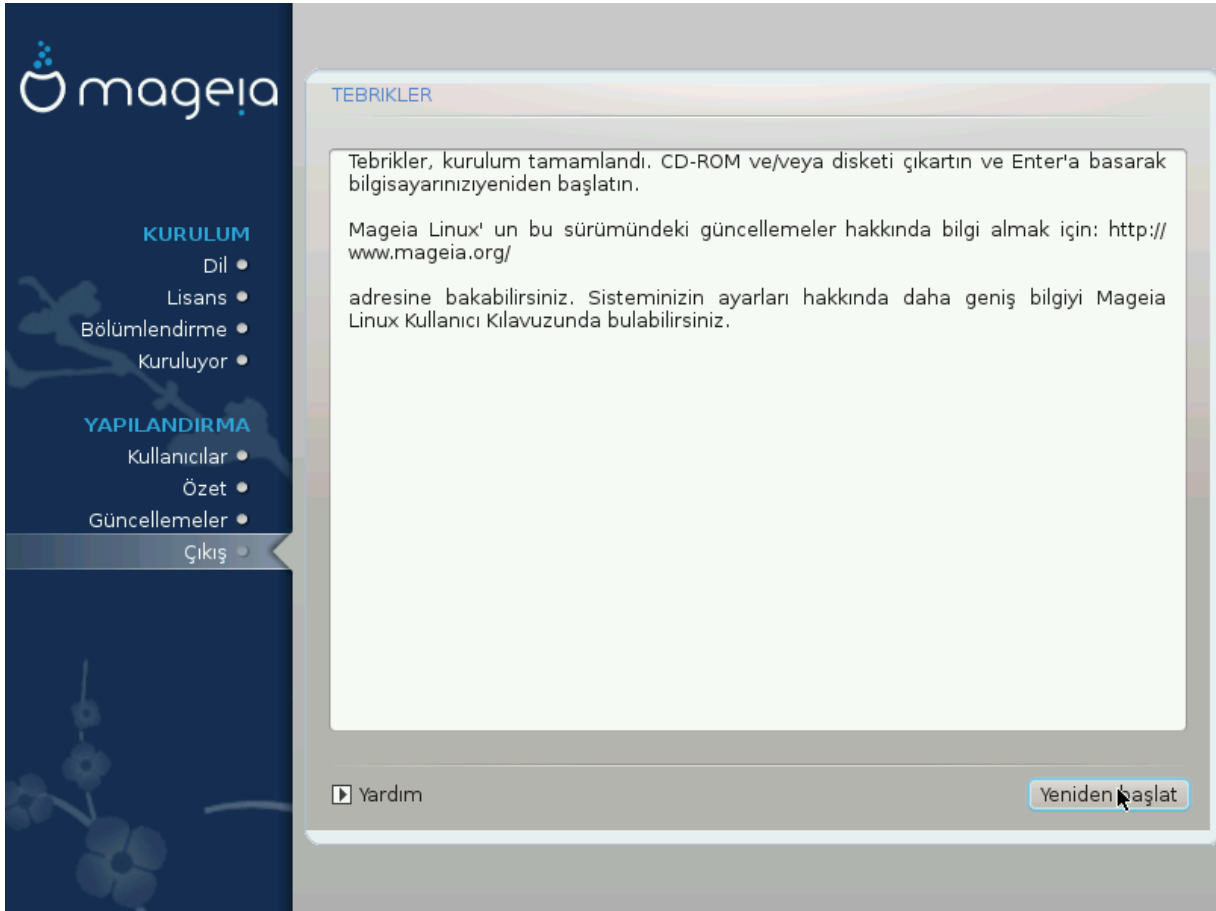 mageia
KURULUM
Dil
Lisans
Bölümlendirme
Kuruluyor
YAPILANDIRMA
Kullanıcılar
Özet
Güncellemeler
Çıkış
TEBRIKLER
Tebrikler, kurulum tamamlandı. CD-ROM ve/veya disketi çıkartın ve Enter'a basarak
bilgisayarınızıyeniden başlatın.
Mageia Linux' un bu sürümündeki güncellemeler hakkında bilgi almak için: http://
www.mageia.org/
adresine bakabilirsiniz. Sisteminizin ayarları hakkında daha geniş bilgiyi Mageia
Linux Kullanıcı Kılavuzunda bulabilirsiniz.
Yardım
Yeniden başlat